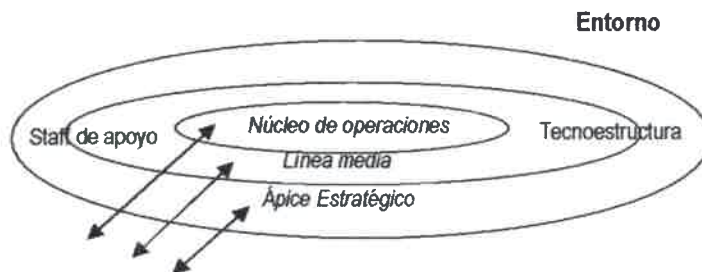 Entorno
Núcleo de operaciones
Staff de apoyo
Tecnoestructura
Línea media
Ápice Estratégico